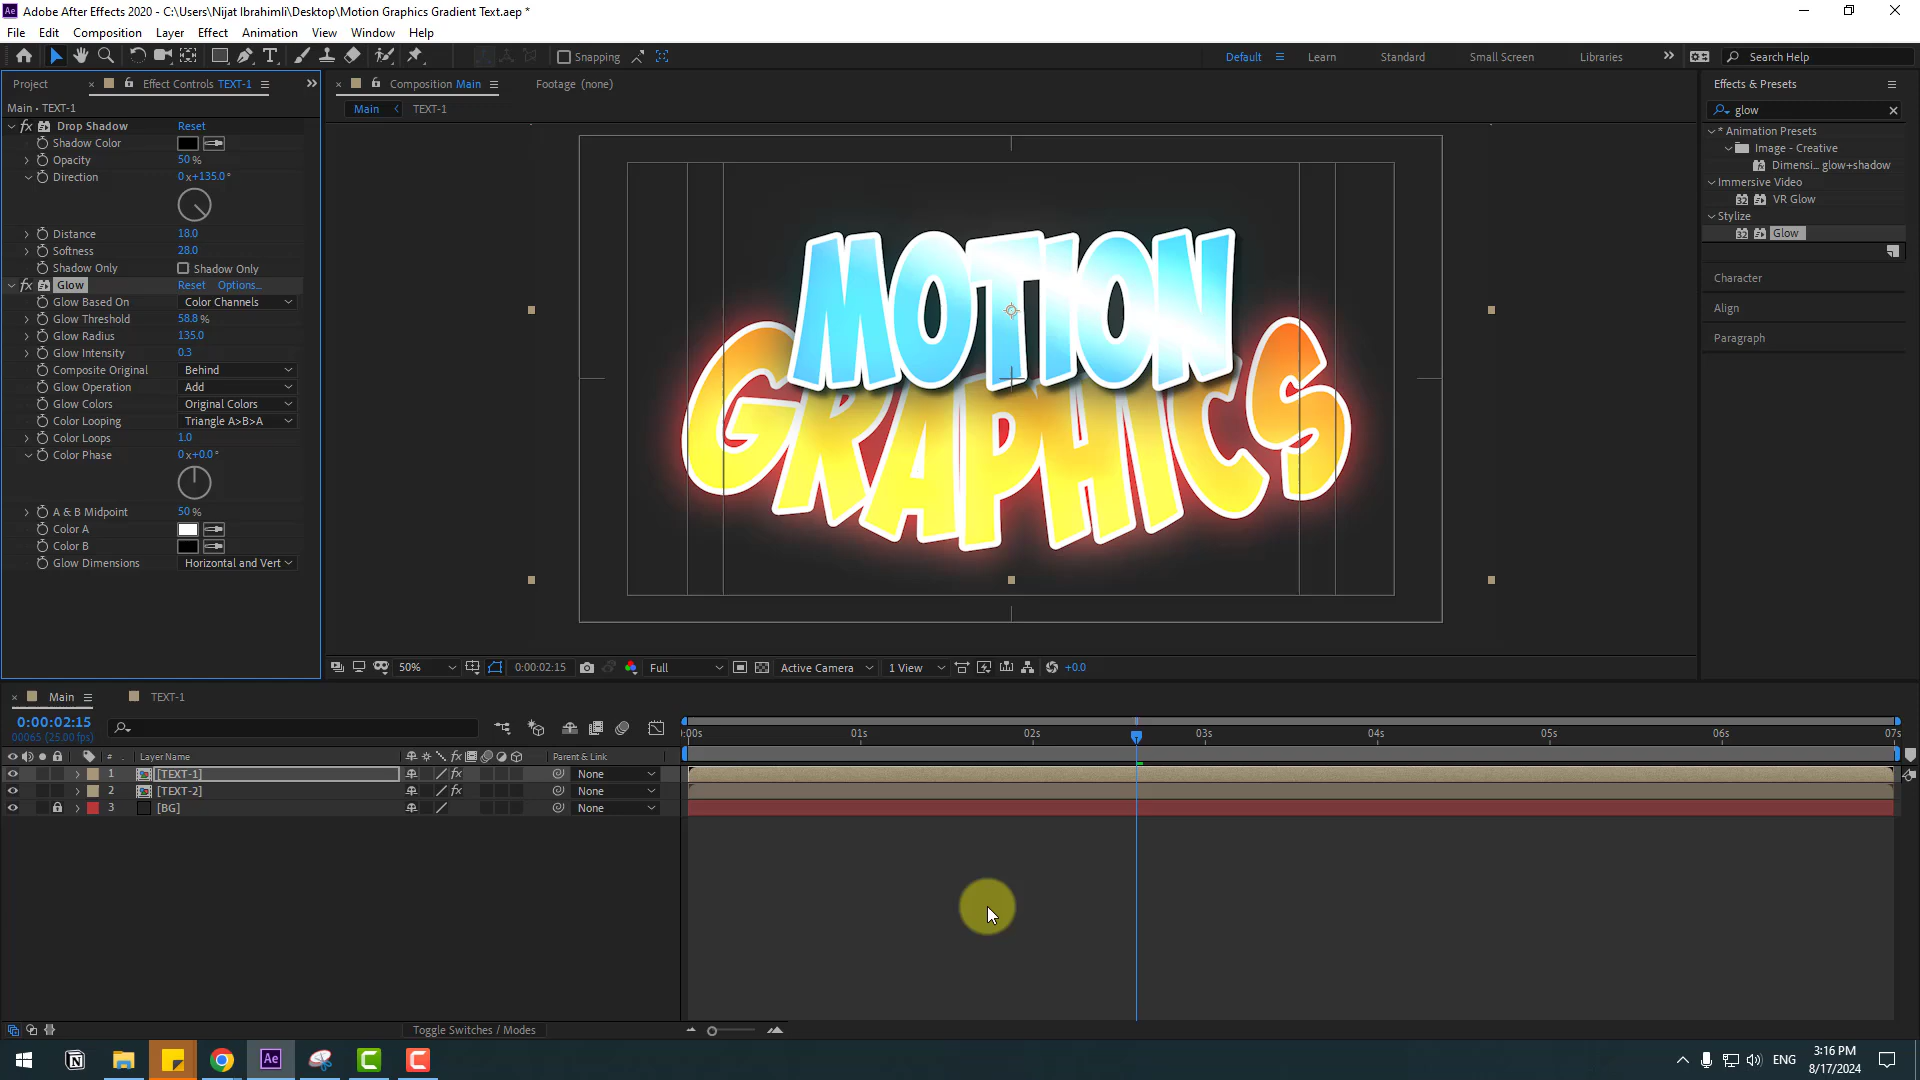 Adobe After Effects 2020 - C:\Users\Nijat Ibrahimli\Desktop\Motion Graphics Gradient Text.aep *
File Edit Composition Layer Effect Animation View Window Help
Snapping Default Learn Standard Small Screen Libraries Search Help
Project Effect Controls TEXT-1
Main • TEXT-1
fx Drop Shadow Reset
Shadow Color
Opacity 50 %
Direction 0 x+135.0°
Distance 18.0
Softness 28.0
Shadow Only Shadow Only
fx Glow Reset Options...
Glow Based On Color Channels
Glow Threshold 58.8 %
Glow Radius 135.0
Glow Intensity 0.3
Composite Original Behind
Glow Operation Add
Glow Colors Original Colors
Color Looping Triangle A>B>A
Color Loops 1.0
Color Phase 0 x+0.0°
A & B Midpoint 50 %
Color A
Color B
Glow Dimensions Horizontal and Vert
Composition Main Footage (none)
Main TEXT-1
MOTION
GRAPHICS
50% 0:00:02:15 Full Active Camera 1 View +0.0
Effects & Presets
glow
* Animation Presets
Image - Creative
Dimensi... glow+shadow
Immersive Video
32 VR Glow
Stylize
32 Glow
Character
Align
Paragraph
Main TEXT-1
0:00:02:15
00065 (25.00 fps)
:00s 01s 02s 03s 04s 05s 06s 07s
# Layer Name fx Parent & Link
1 [TEXT-1] fx None
2 [TEXT-2] fx None
3 [BG] None
Toggle Switches / Modes
Ae ENG 3:16 PM
8/17/2024